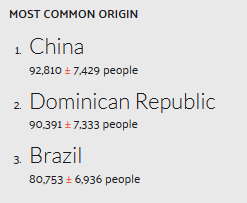 MOST COMMON ORIGIN
1. China
92,810 ± 7,429 people
2. Dominican Republic
90,391 ± 7,333 people
3. Brazil
80,753 ± 6,936 people